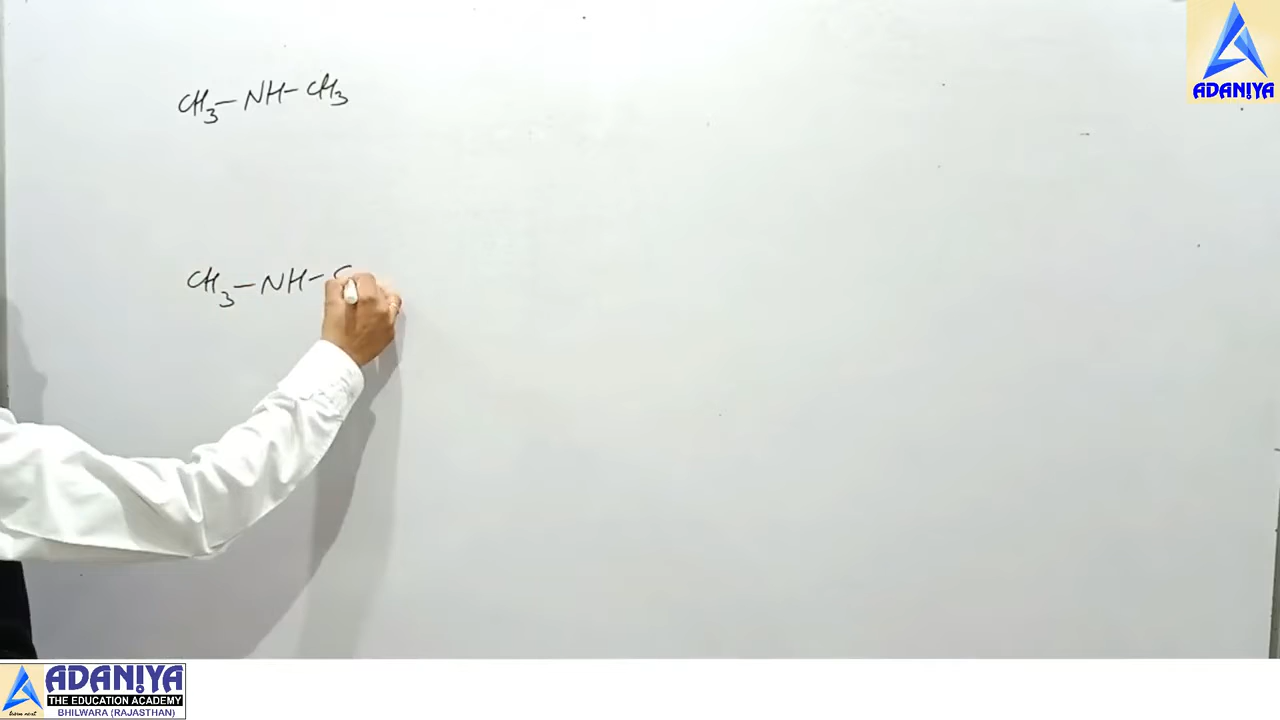 ADANIYA
CH3-NH-CH3
CH3-NH-C
ADANIYA
THE EDUCATION ACADEMY
BHILWARA (RAJASTHAN)